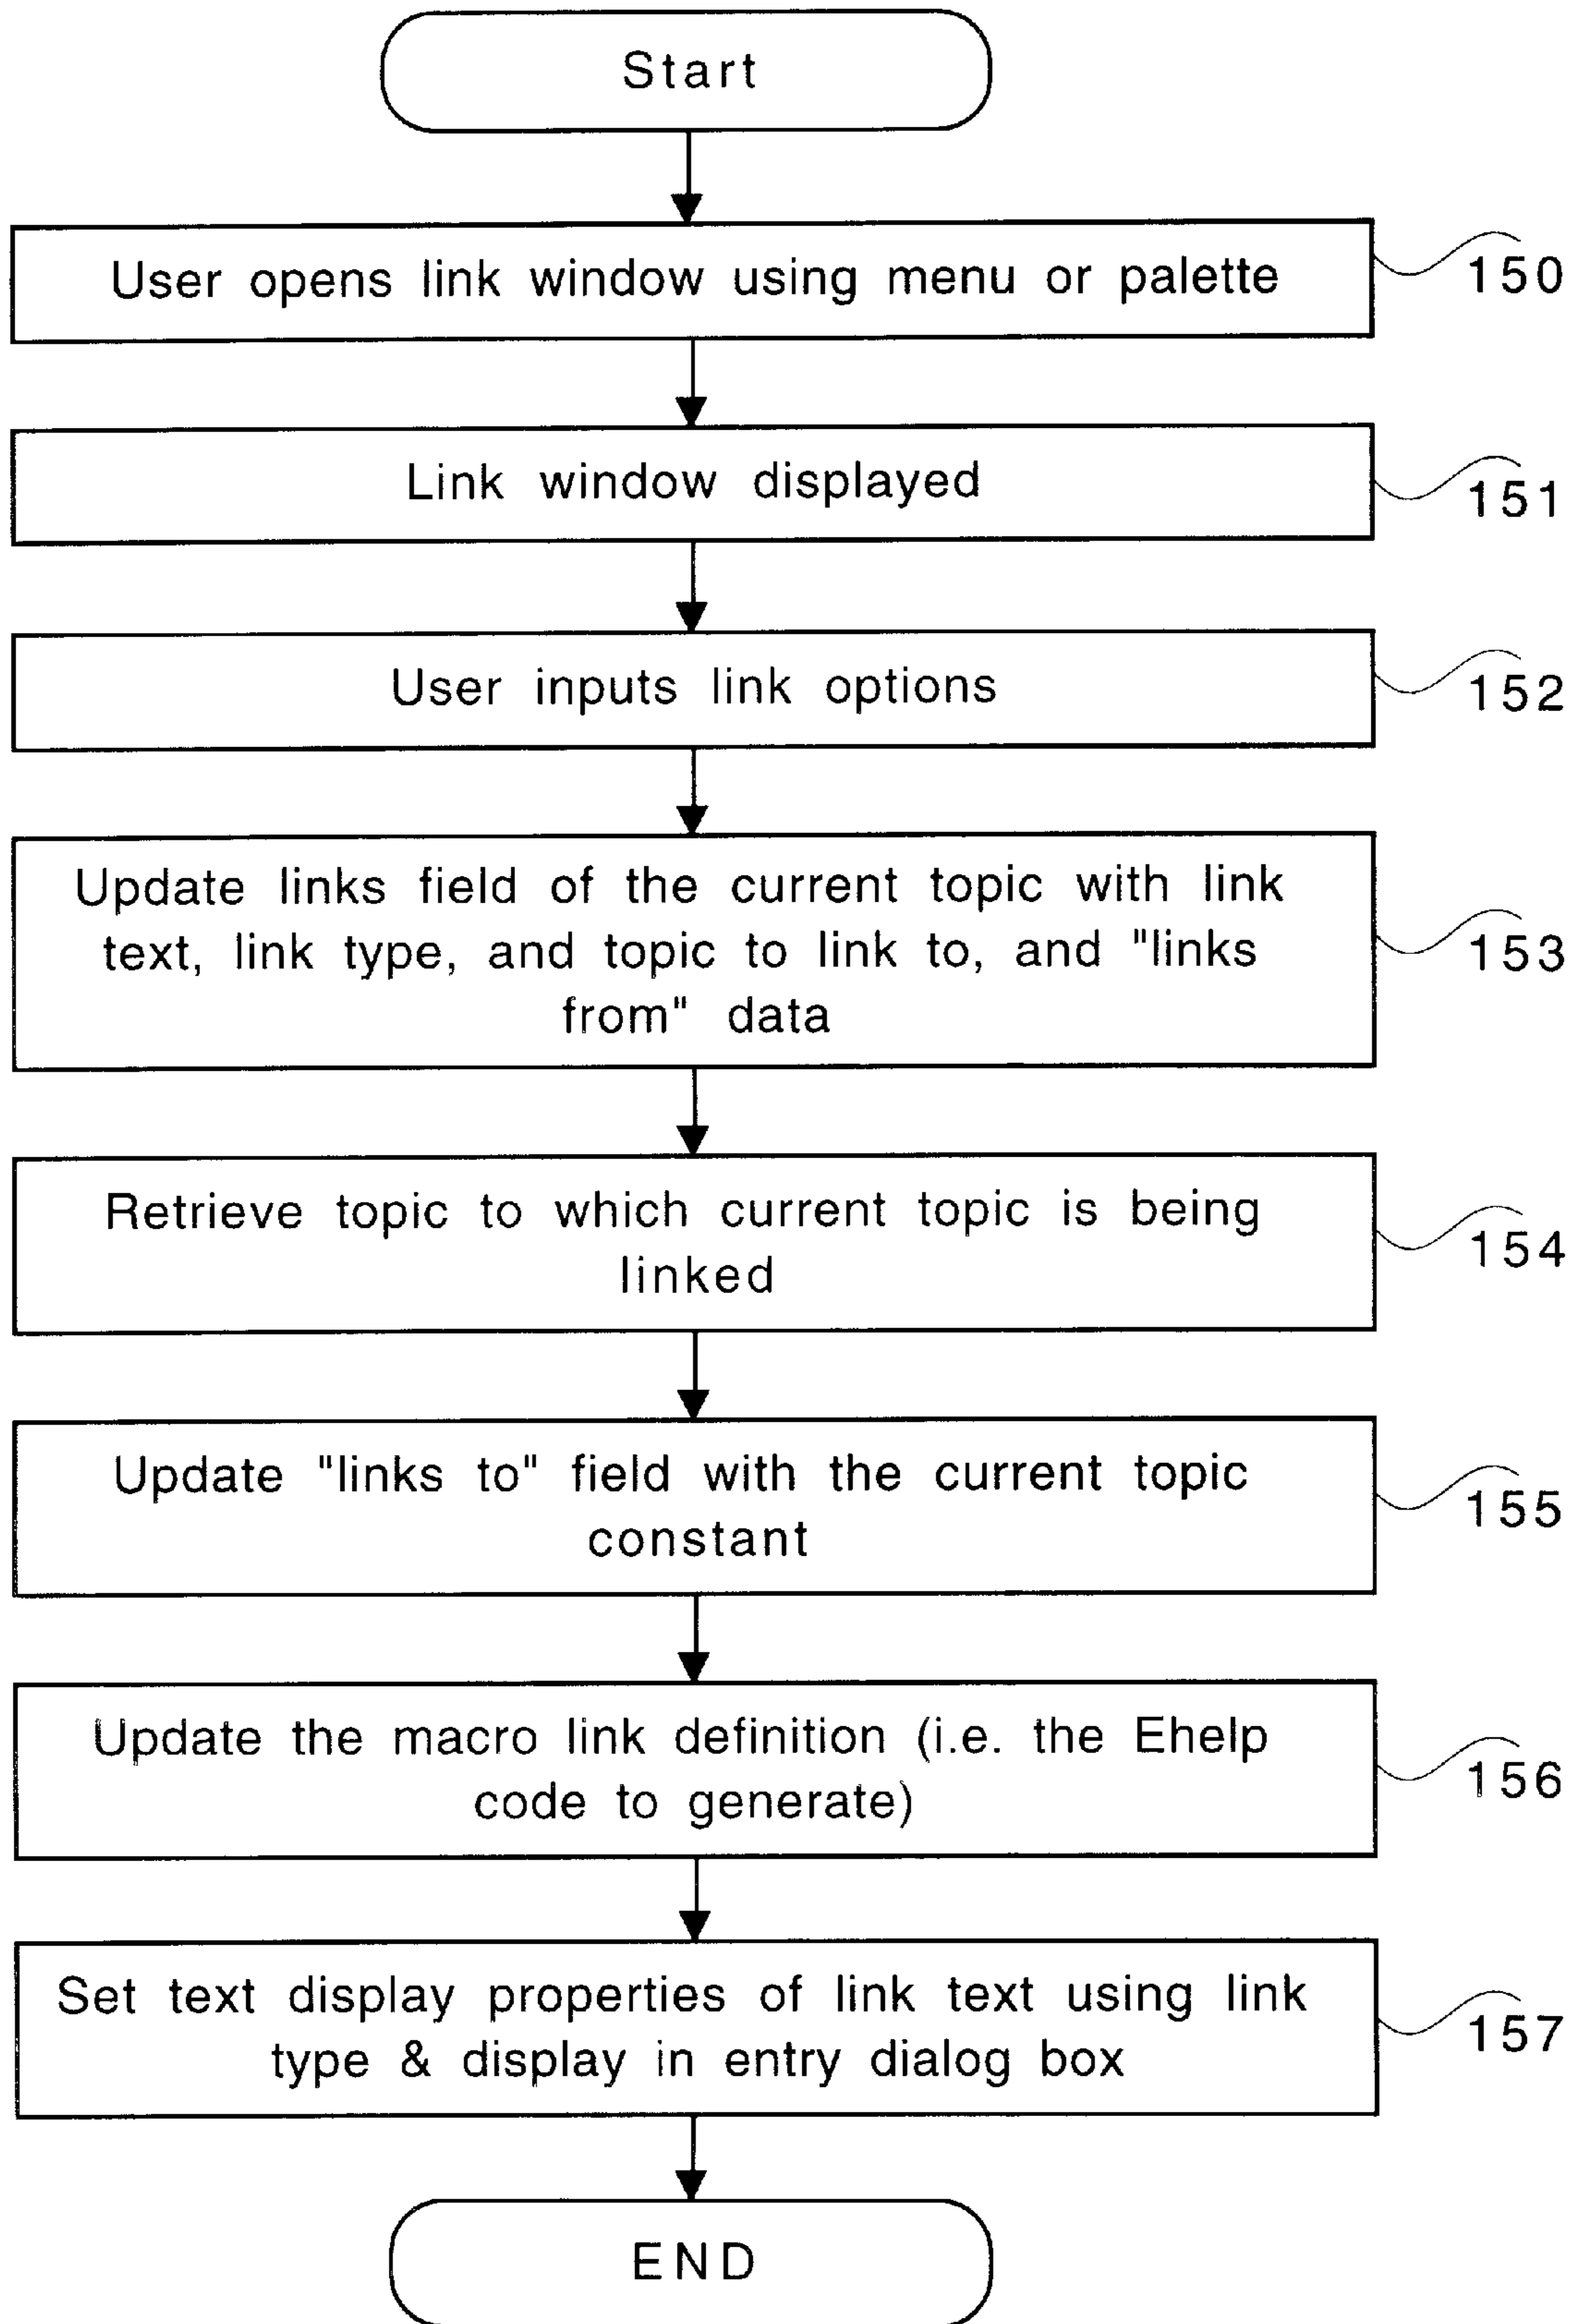 Start
User opens link window using menu or palette
150
Link window displayed
151
User inputs link options
152
Update links field of the current topic with link
text, link type, and topic to link to, and "links
from" data
153
Retrieve topic to which current topic is being
linked
154
Update "links to" field with the current topic
constant
155
Update the macro link definition (i.e. the Ehelp
code to generate)
156
Set text display properties of link text using link
type & display in entry dialog box
157
END